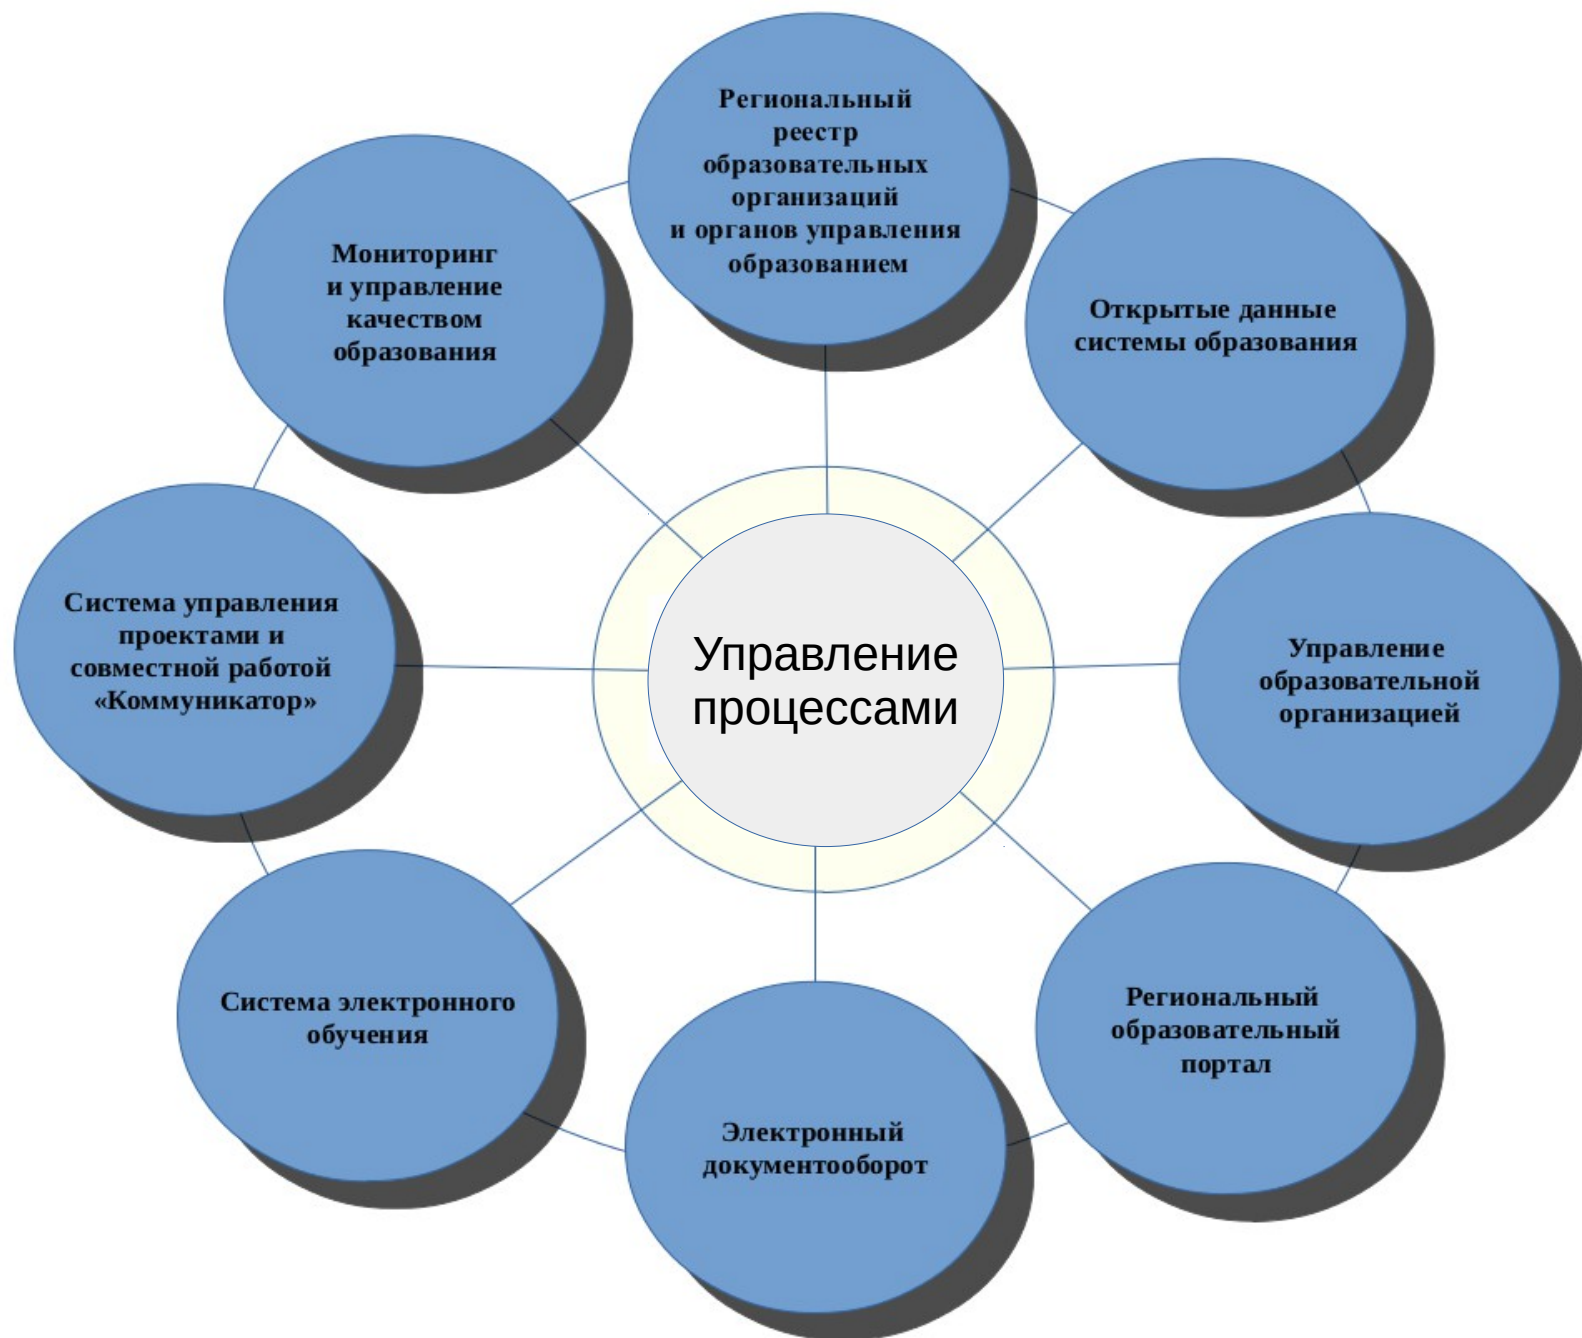 Региональный
реестр
образовательных
организаций
и органов управления
образованием
Мониторинг
и управление
качеством
образования
Открытые данные
системы образования
Система управления
проектами и
совместной работой
«Коммуникатор»
Управление
процессами
Управление
образовательной
организацией
Система электронного
обучения
Региональный
образовательный
портал
Электронный
документооборот